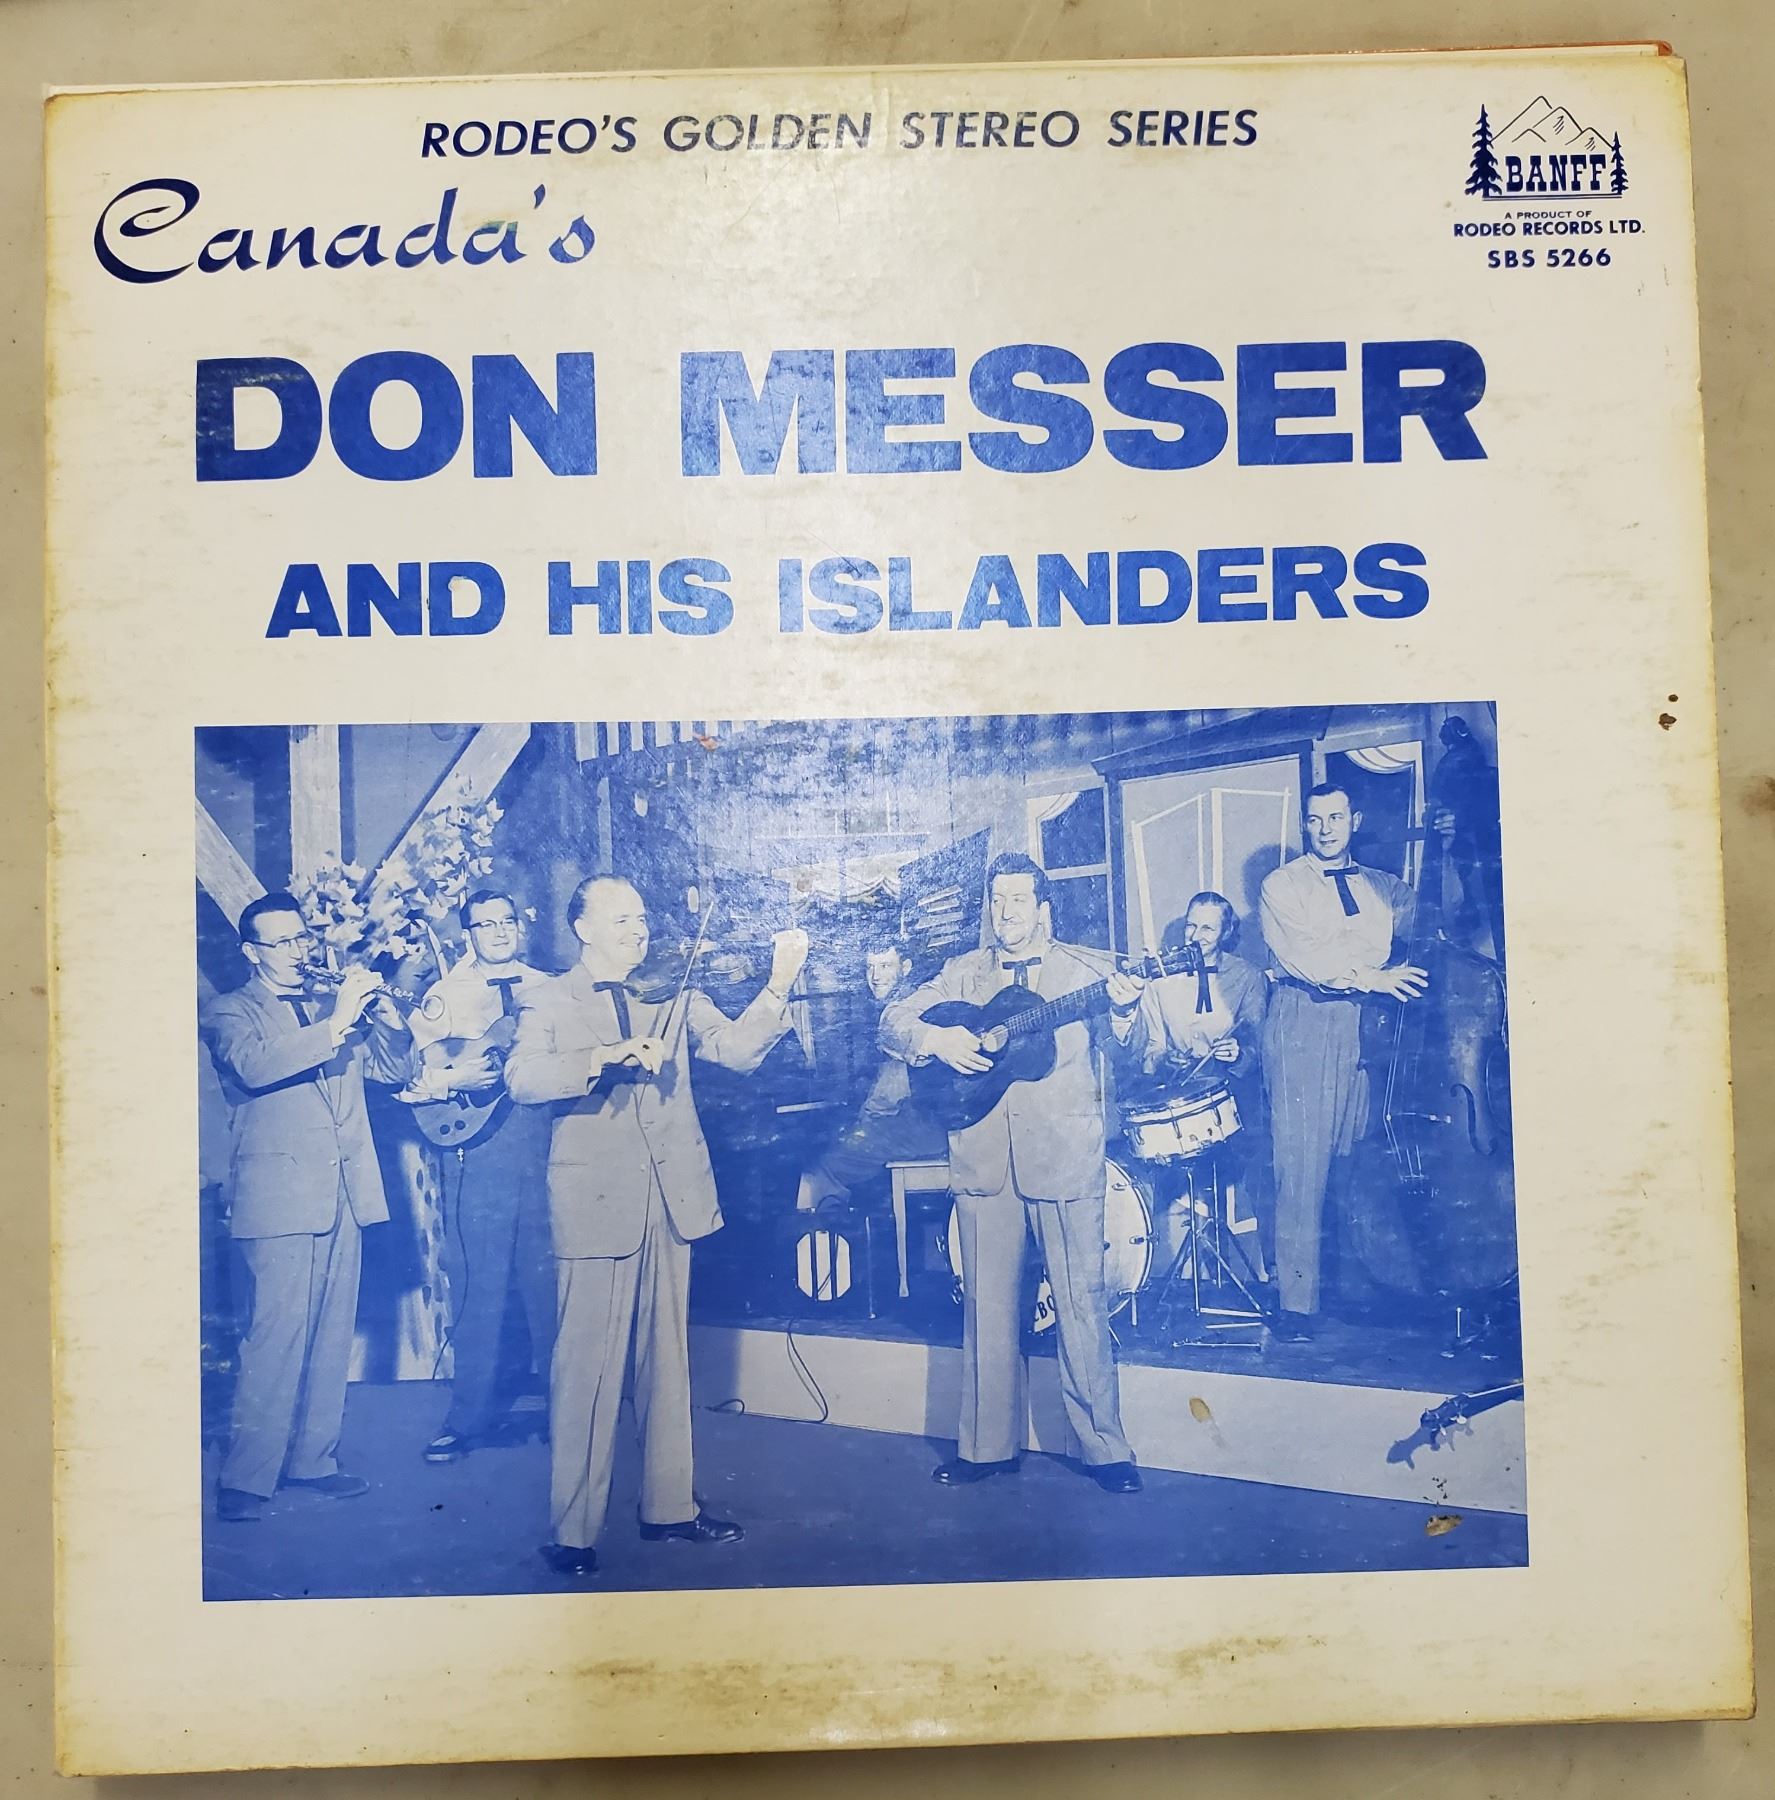 RODEO'S GOLDEN STEREO SERIES
Canada's
BANFF
A PRODUCT OF
RODEO RECORDS LTD.
SBS 5266
DON MESSER
AND HIS ISLANDERS